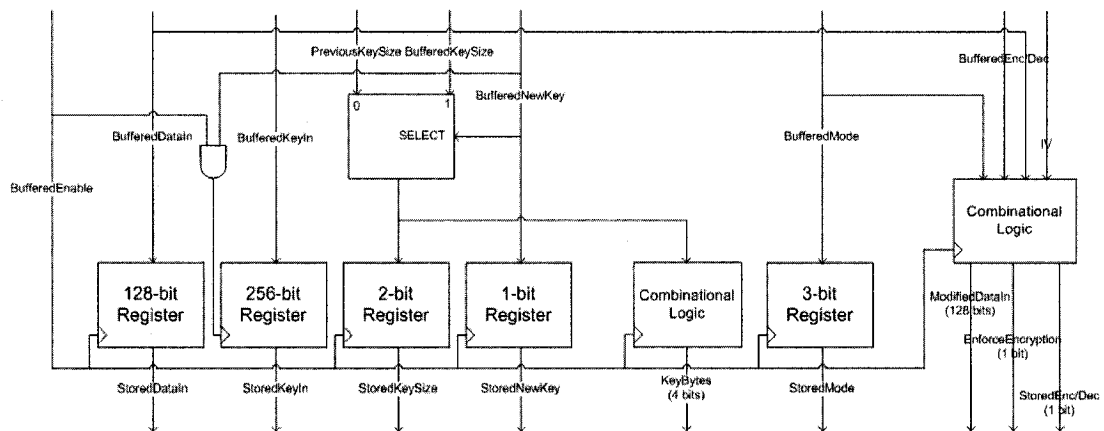 PreviousKeySize BufferedKeySize
BufferedEnc/Dec
0 1
BufferedNewKey
SELECT
BufferedDataIn
BufferedKeyIn
BufferedMode
IV
BufferedEnable
Combinational
Logic
128-bit
Register
256-bit
Register
2-bit
Register
1-bit
Register
Combinational
Logic
3-bit
Register
ModifiedDataIn
(128 bits)
EnforceEncryption
(1 bit)
StoredDataIn
StoredKeyIn
StoredKeySize
StoredNewKey
KeyBytes
(4 bits)
StoredMode
StoredEnc/Dec
(1 bit)